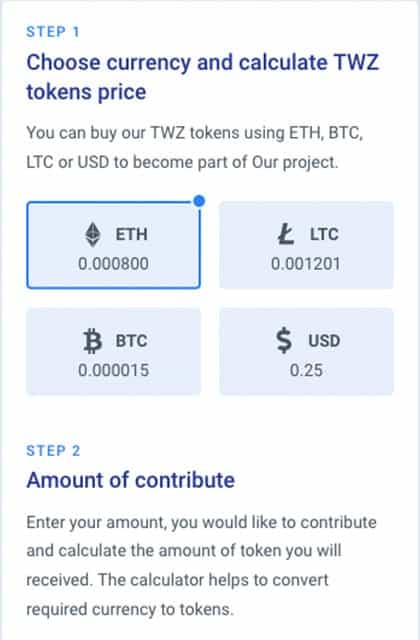 STEP 1
Choose currency and calculate TWZ
tokens price
You can buy our TWZ tokens using ETH, BTC,
LTC or USD to become part of Our project.
ETH
0.000800
LTC
0.001201
BTC
0.000015
USD
0.25
STEP 2
Amount of contribute
Enter your amount, you would like to contribute
and calculate the amount of token you will
received. The calculator helps to convert
required currency to tokens.